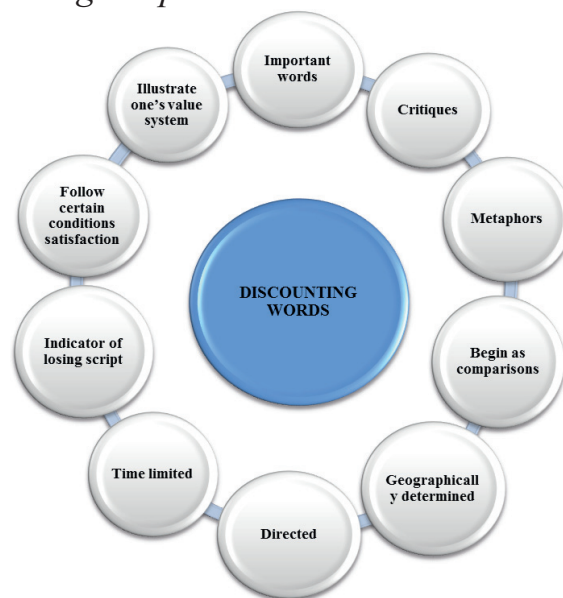 Important
words
Critiques
Metaphors
Begin as
comparisons
Geographicall
y determined
Directed
Time limited
Indicator of
losing script
Follow
certain
conditions
satisfaction
Illustrate
one's value
system
DISCOUNTING
WORDS